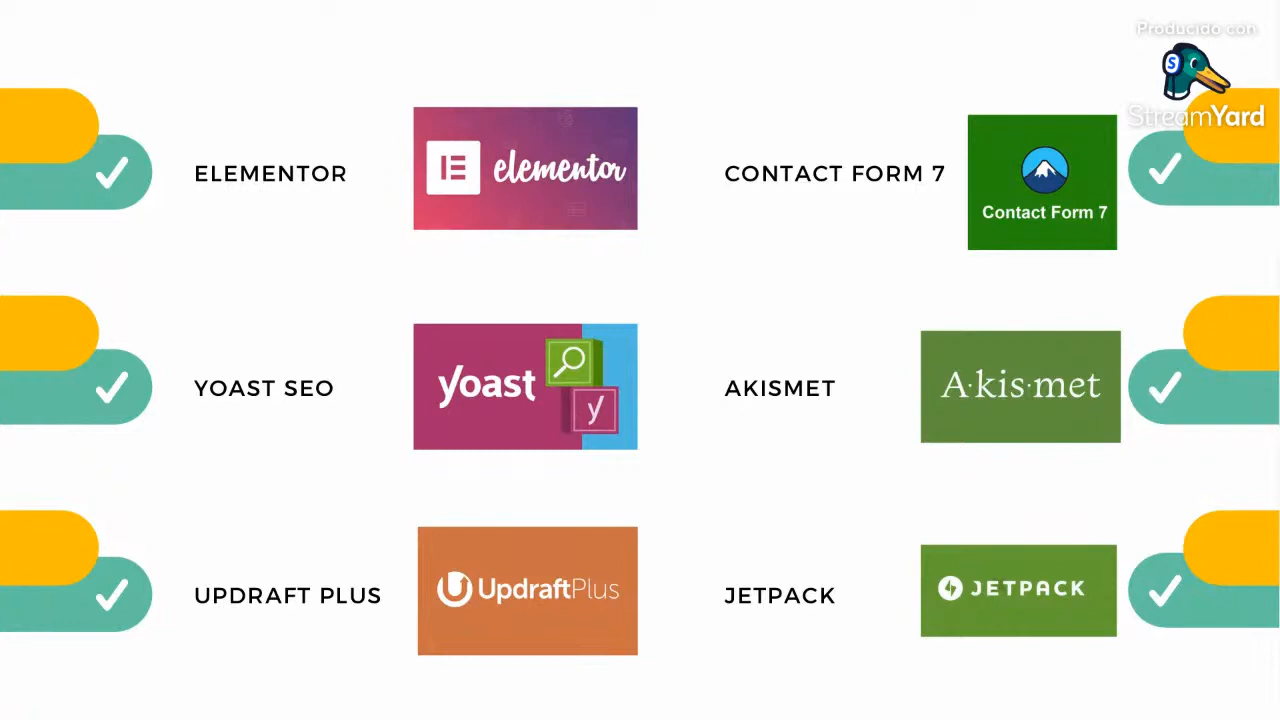 Producido con
StreamYard
ELEMENTOR
elementor
CONTACT FORM 7
Contact Form 7
YOAST SEO
yoast
y
AKISMET
A·kis·met
UPDRAFT PLUS
UpdraftPlus
JETPACK
JETPACK